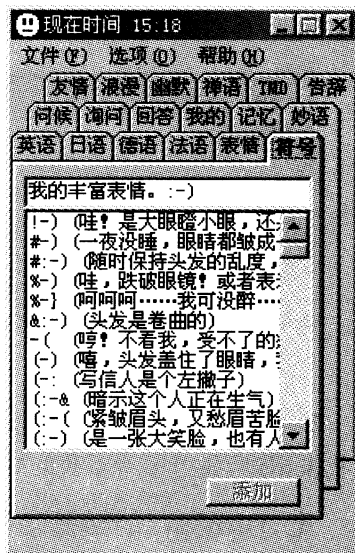 现在时间 15:18
文件(F) 选项(O) 帮助(H)
友情 浪漫 幽默 禅语 TMD 告辞
问候 询问 回答 我的 记忆 妙语
英语 日语 德语 法语 表情 符号
我的丰富表情。:-)
!-) (哇!是大眼瞪小眼,还
#-) (一夜没睡,眼睛都皱成
#:-) (随时保持头发的乱度,
%-) (哇,跌破眼镜!或者表
%-} (呵呵呵……我可没醉…
&:-) (头发是卷曲的)
-( (哼!不看我,受不了的
(-) (嘻,头发盖住了眼睛,
(-: (写信人是个左撇子)
(:-& (暗示这个人正在生气)
(:-( (紧皱眉头,又愁眉苦脸
(:-) (是一张大笑脸,也有人
添加